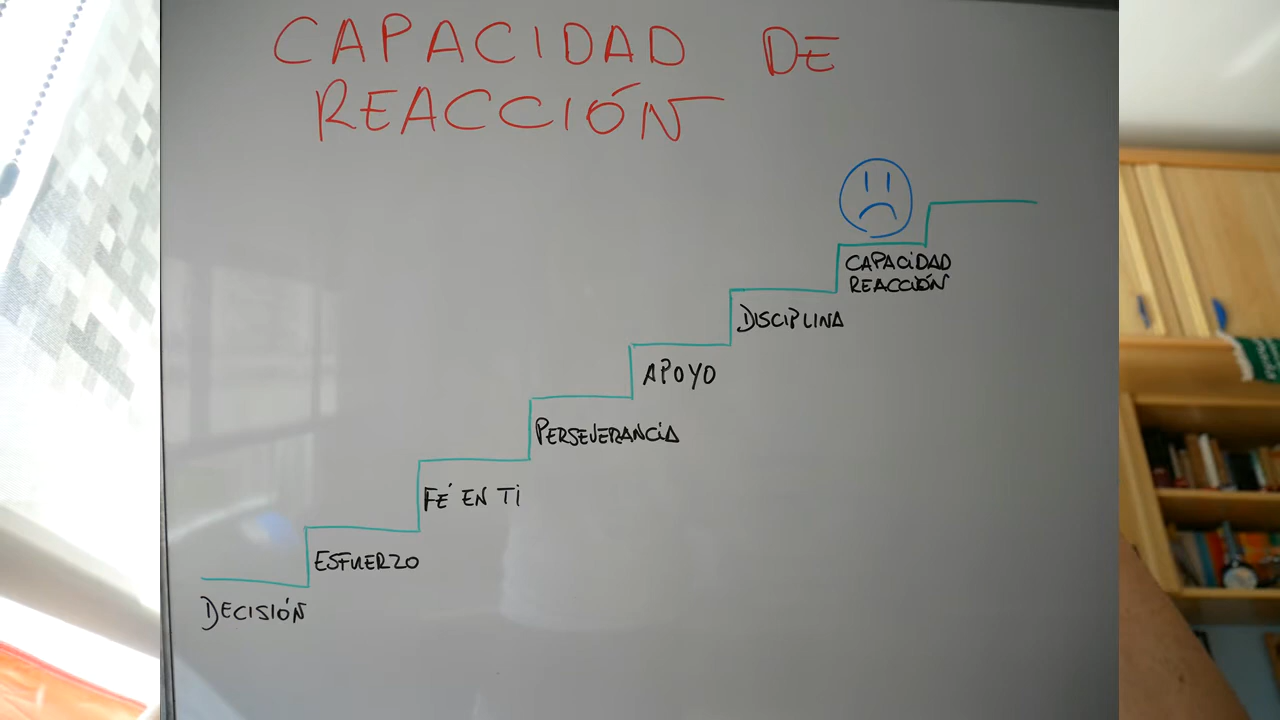 CAPACIDAD DE
REACCIÓN
CAPACIDAD
REACCIÓN
DISCIPLINA
APOYO
PERSEVERANCIA
FÉ EN TI
ESFUERZO
DECISIÓN